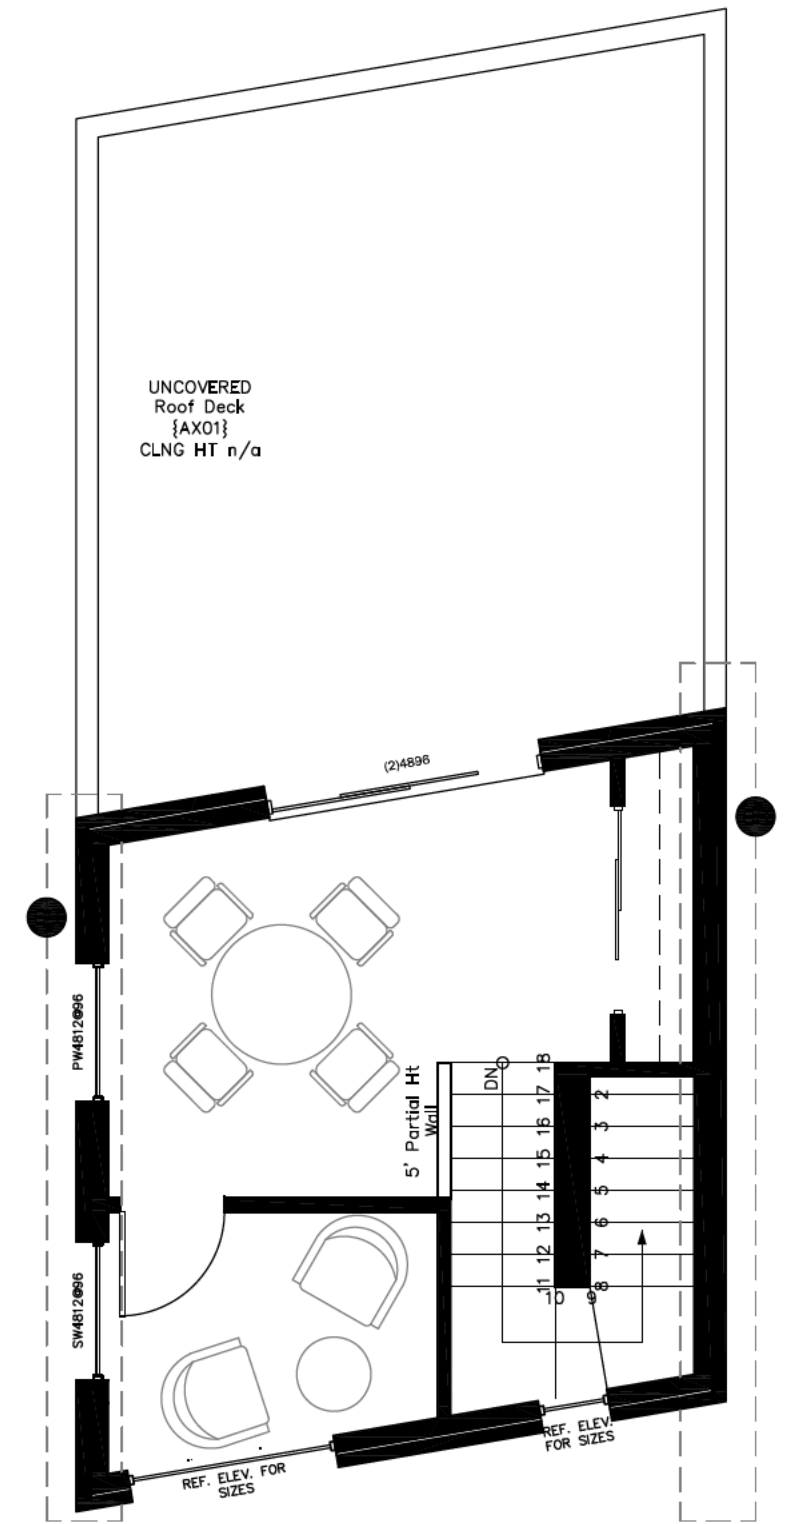 UNCOVERED
Roof Deck
{AX01}
CLNG HT n/a
(2)4896
PW4812@96
5' Partial Ht
Wall
DN
18
17
16
15
14
13
12
11
10
9
2
3
4
5
6
7
8
SW4812@96
REF. ELEV.
FOR SIZES
REF. ELEV. FOR
SIZES